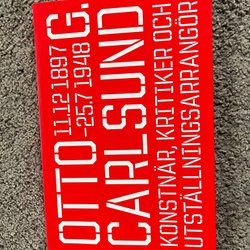 OTTO G.
11.12 1897
–25.7 1948
CARLSUND
KONSTNÄR, KRITIKER OCH
UTSTÄLLNINGSARRANGÖR